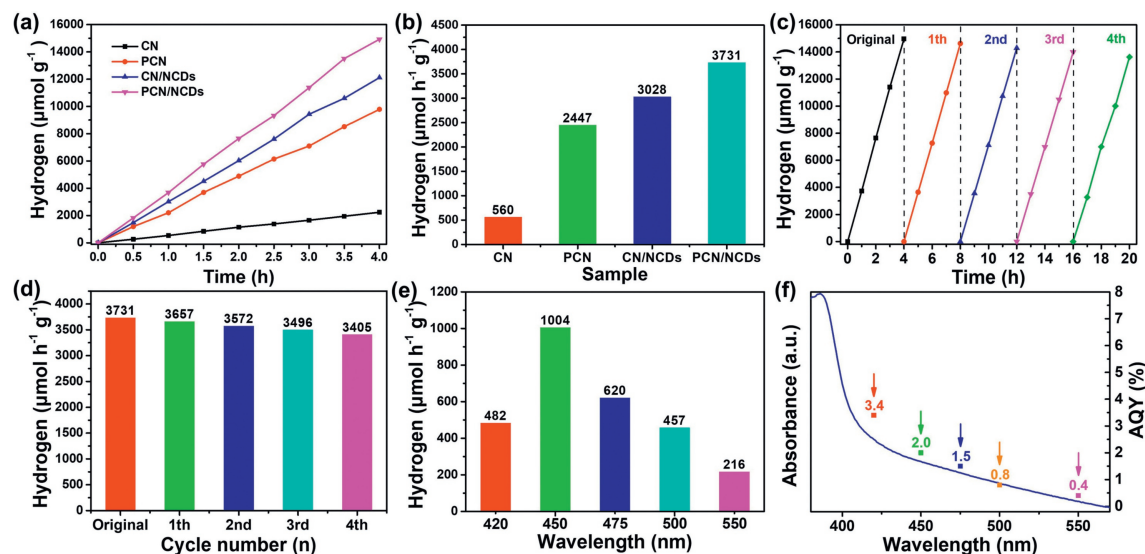 (a)
Hydrogen (μmol g⁻¹)
16000
14000
12000
10000
8000
6000
4000
2000
0
CN
PCN
CN/NCDs
PCN/NCDs
0.0 0.5 1.0 1.5 2.0 2.5 3.0 3.5 4.0
Time (h)
(b)
Hydrogen (μmol h⁻¹ g⁻¹)
4500
4000
3500
3000
2500
2000
1500
1000
500
0
560
2447
3028
3731
CN PCN CN/NCDs PCN/NCDs
Sample
(c)
Hydrogen (μmol g⁻¹)
16000
14000
12000
10000
8000
6000
4000
2000
0
Original 1th 2nd 3rd 4th
0 2 4 6 8 10 12 14 16 18 20
Time (h)
(d)
Hydrogen (μmol h⁻¹ g⁻¹)
4000
3500
3000
2500
2000
1500
1000
500
0
3731 3657 3572 3496 3405
Original 1th 2nd 3rd 4th
Cycle number (n)
(e)
Hydrogen (μmol h⁻¹ g⁻¹)
1200
1000
800
600
400
200
0
482
1004
620
457
216
420 450 475 500 550
Wavelength (nm)
(f)
Absorbance (a.u.)
3.4
2.0
1.5
0.8
0.4
8
7
6
5
4
3
2
1
0
AQY (%)
400 450 500 550
Wavelength (nm)